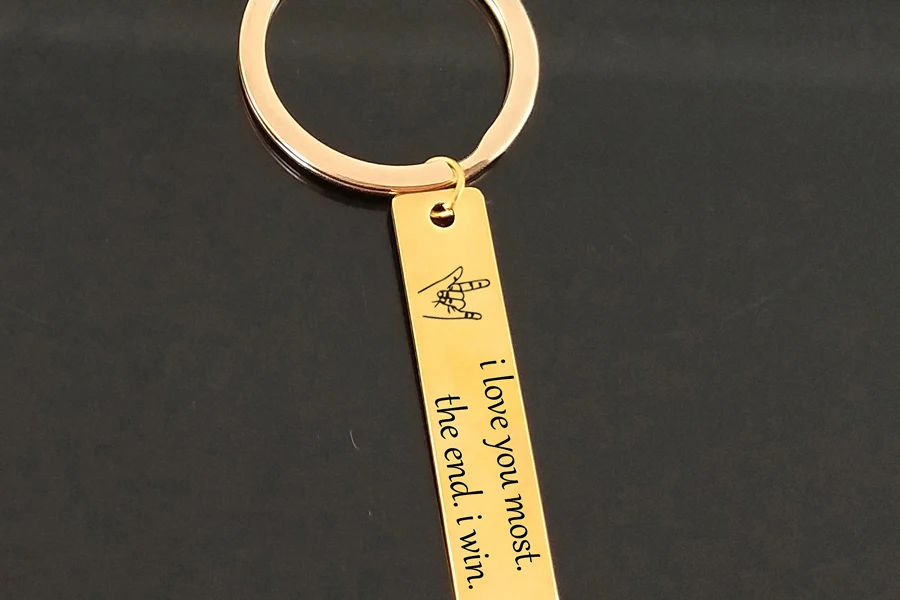 i love you most.
the end. i win.